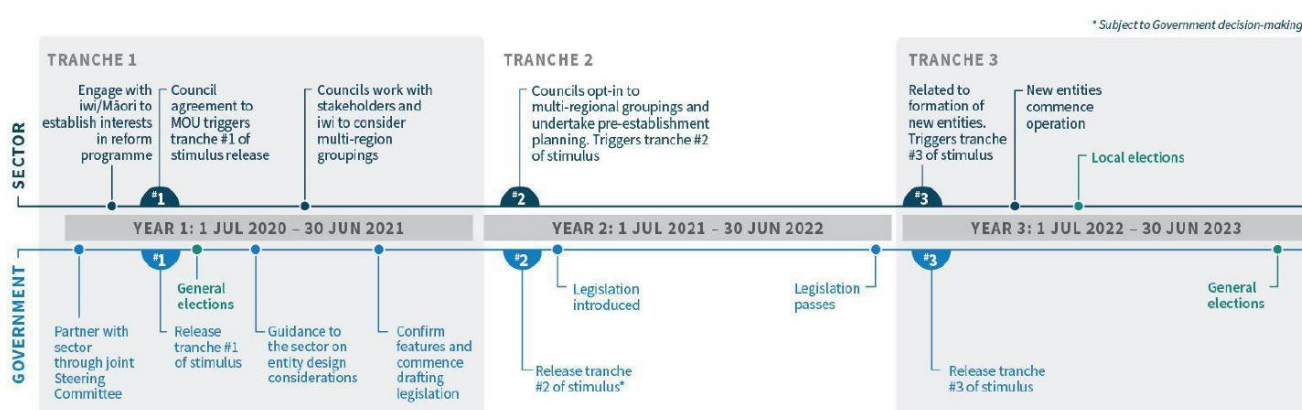 * Subject to Government decision-making
TRANCHE 1
TRANCHE 2
TRANCHE 3
SECTOR
Engage with
iwi/Māori to
establish interests
in reform
programme
Council
agreement to
MOU triggers
tranche #1 of
stimulus release
Councils work with
stakeholders and
iwi to consider
multi-region
groupings
Councils opt-in to
multi-regional groupings and
undertake pre-establishment
planning. Triggers tranche #2
of stimulus
Related to
formation of
new entities.
Triggers tranche
#3 of stimulus
New entities
commence
operation
Local elections
#1
#2
#3
YEAR 1: 1 JUL 2020 – 30 JUN 2021
YEAR 2: 1 JUL 2021 – 30 JUN 2022
YEAR 3: 1 JUL 2022 – 30 JUN 2023
GOVERNMENT
#1
#2
#3
Partner with
sector
through joint
Steering
Committee
Release
tranche #1
of stimulus
General
elections
Guidance to
the sector on
entity design
considerations
Confirm
features and
commence
drafting
legislation
Release tranche
#2 of stimulus*
Legislation
introduced
Legislation
passes
Release tranche
#3 of stimulus
General
elections